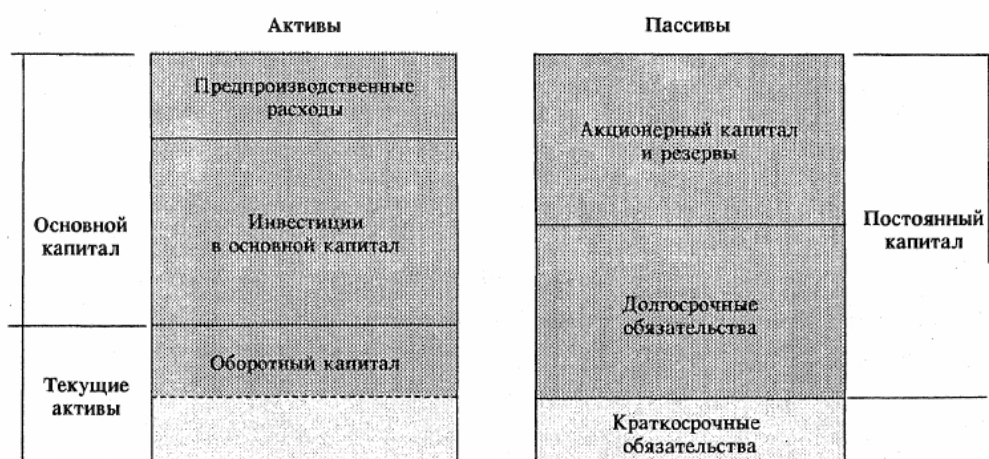 Активы
Пассивы
Предпроизводственные
расходы
Акционерный капитал
и резервы
Основной
капитал
Инвестиции
в основной капитал
Постоянный
капитал
Долгосрочные
обязательства
Оборотный капитал
Текущие
активы
Краткосрочные
обязательства